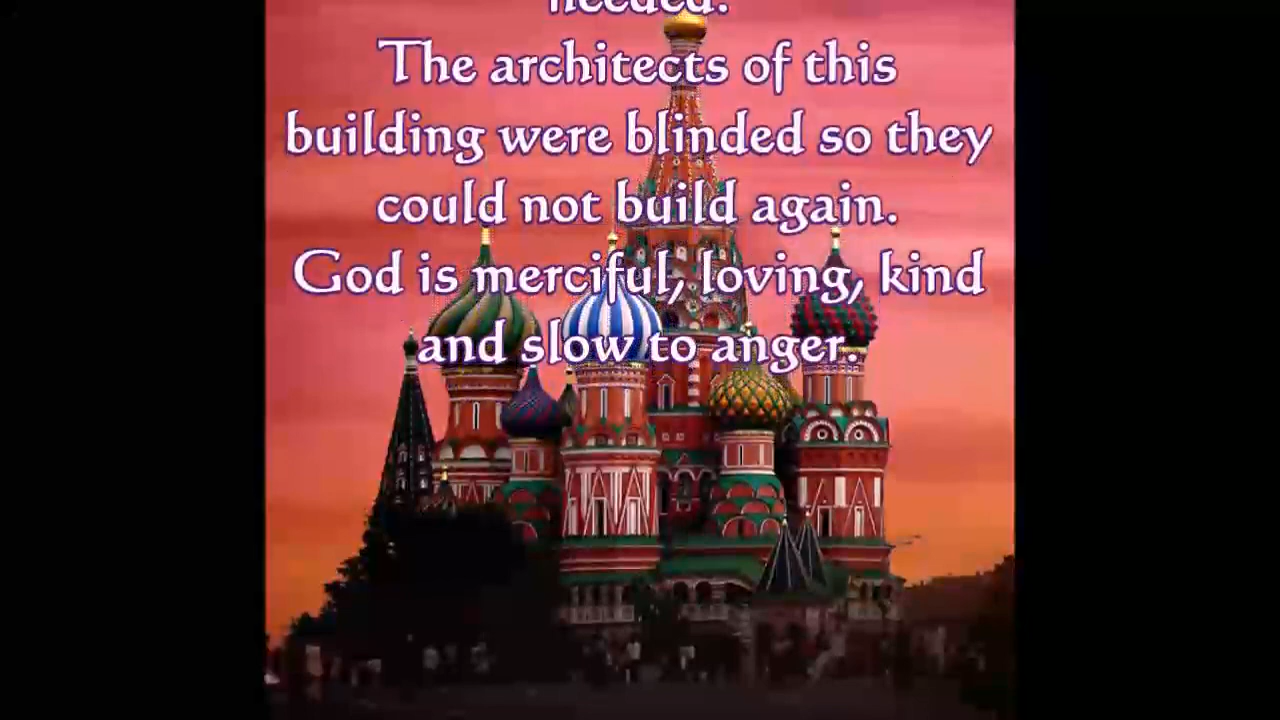 needed.
The architects of this
building were blinded so they
could not build again.
God is merciful, loving, kind
and slow to anger.